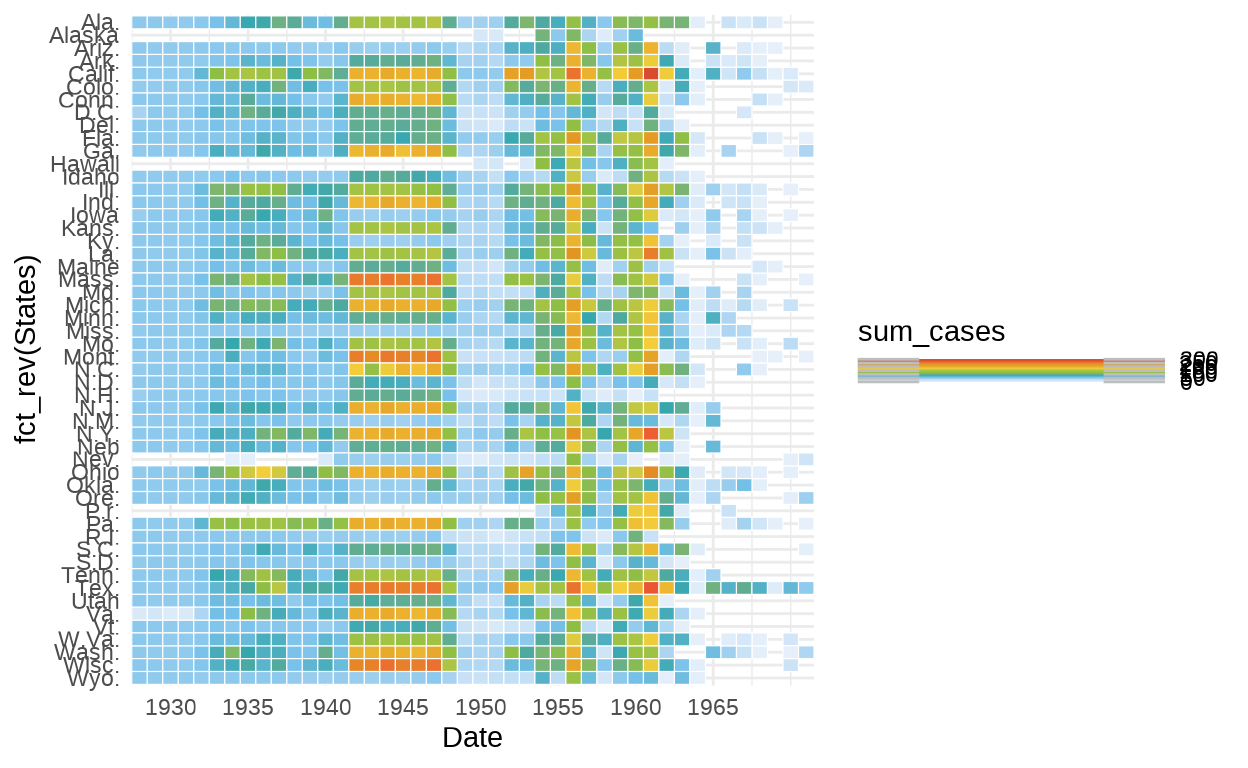 Ala.
Alaska
Ariz.
Ark.
Calif.
Colo.
Conn.
D.C.
Del.
Fla.
Ga.
Hawaii
Idaho
Ill.
Ind.
Iowa
Kans.
Ky.
La.
Maine
Mass.
Md.
Mich.
Minn.
Miss.
Mo.
Mont.
N.C.
N.D.
N.H.
N.J.
N.M.
N.Y.
Neb
Nev.
Ohio
Okla.
Ore.
Pa.
R.I.
S.C.
S.D.
Tenn.
Tex.
Utah
Va.
Vt.
W.Va.
Wash.
Wisc.
Wyo.
fct_rev(States)
1930 1935 1940 1945 1950 1955 1960 1965
Date
sum_cases